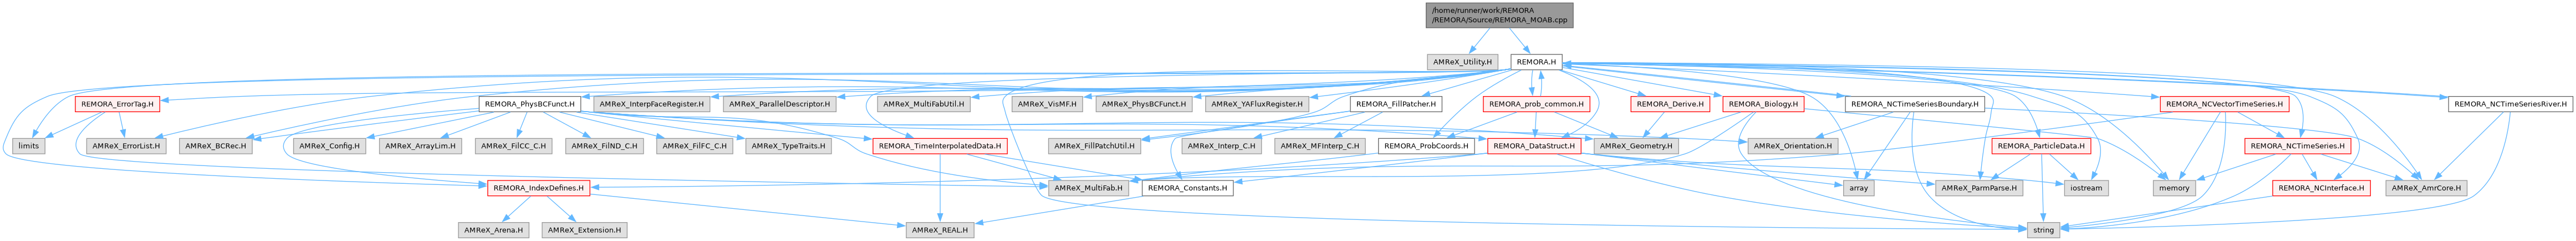 /home/runner/work/REMORA
/REMORA/Source/REMORA_MOAB.cpp
AMReX_Utility.H
REMORA.H
REMORA_ErrorTag.H
REMORA_PhysBCFunct.H
AMReX_InterpFaceRegister.H
AMReX_ParallelDescriptor.H
AMReX_MultiFabUtil.H
AMReX_VisMF.H
AMReX_PhysBCFunct.H
AMReX_YAFluxRegister.H
REMORA_FillPatcher.H
REMORA_prob_common.H
REMORA_Derive.H
REMORA_Biology.H
REMORA_NCTimeSeriesBoundary.H
REMORA_NCVectorTimeSeries.H
REMORA_NCTimeSeriesRiver.H
limits
AMReX_ErrorList.H
AMReX_BCRec.H
AMReX_Config.H
AMReX_ArrayLim.H
AMReX_FilCC_C.H
AMReX_FilND_C.H
AMReX_FilFC_C.H
AMReX_TypeTraits.H
REMORA_TimeInterpolatedData.H
AMReX_FillPatchUtil.H
AMReX_Interp_C.H
AMReX_MFInterp_C.H
REMORA_ProbCoords.H
REMORA_DataStruct.H
AMReX_Geometry.H
AMReX_Orientation.H
REMORA_ParticleData.H
REMORA_NCTimeSeries.H
REMORA_IndexDefines.H
AMReX_MultiFab.H
REMORA_Constants.H
array
AMReX_ParmParse.H
iostream
memory
REMORA_NCInterface.H
AMReX_AmrCore.H
AMReX_Arena.H
AMReX_Extension.H
AMReX_REAL.H
string